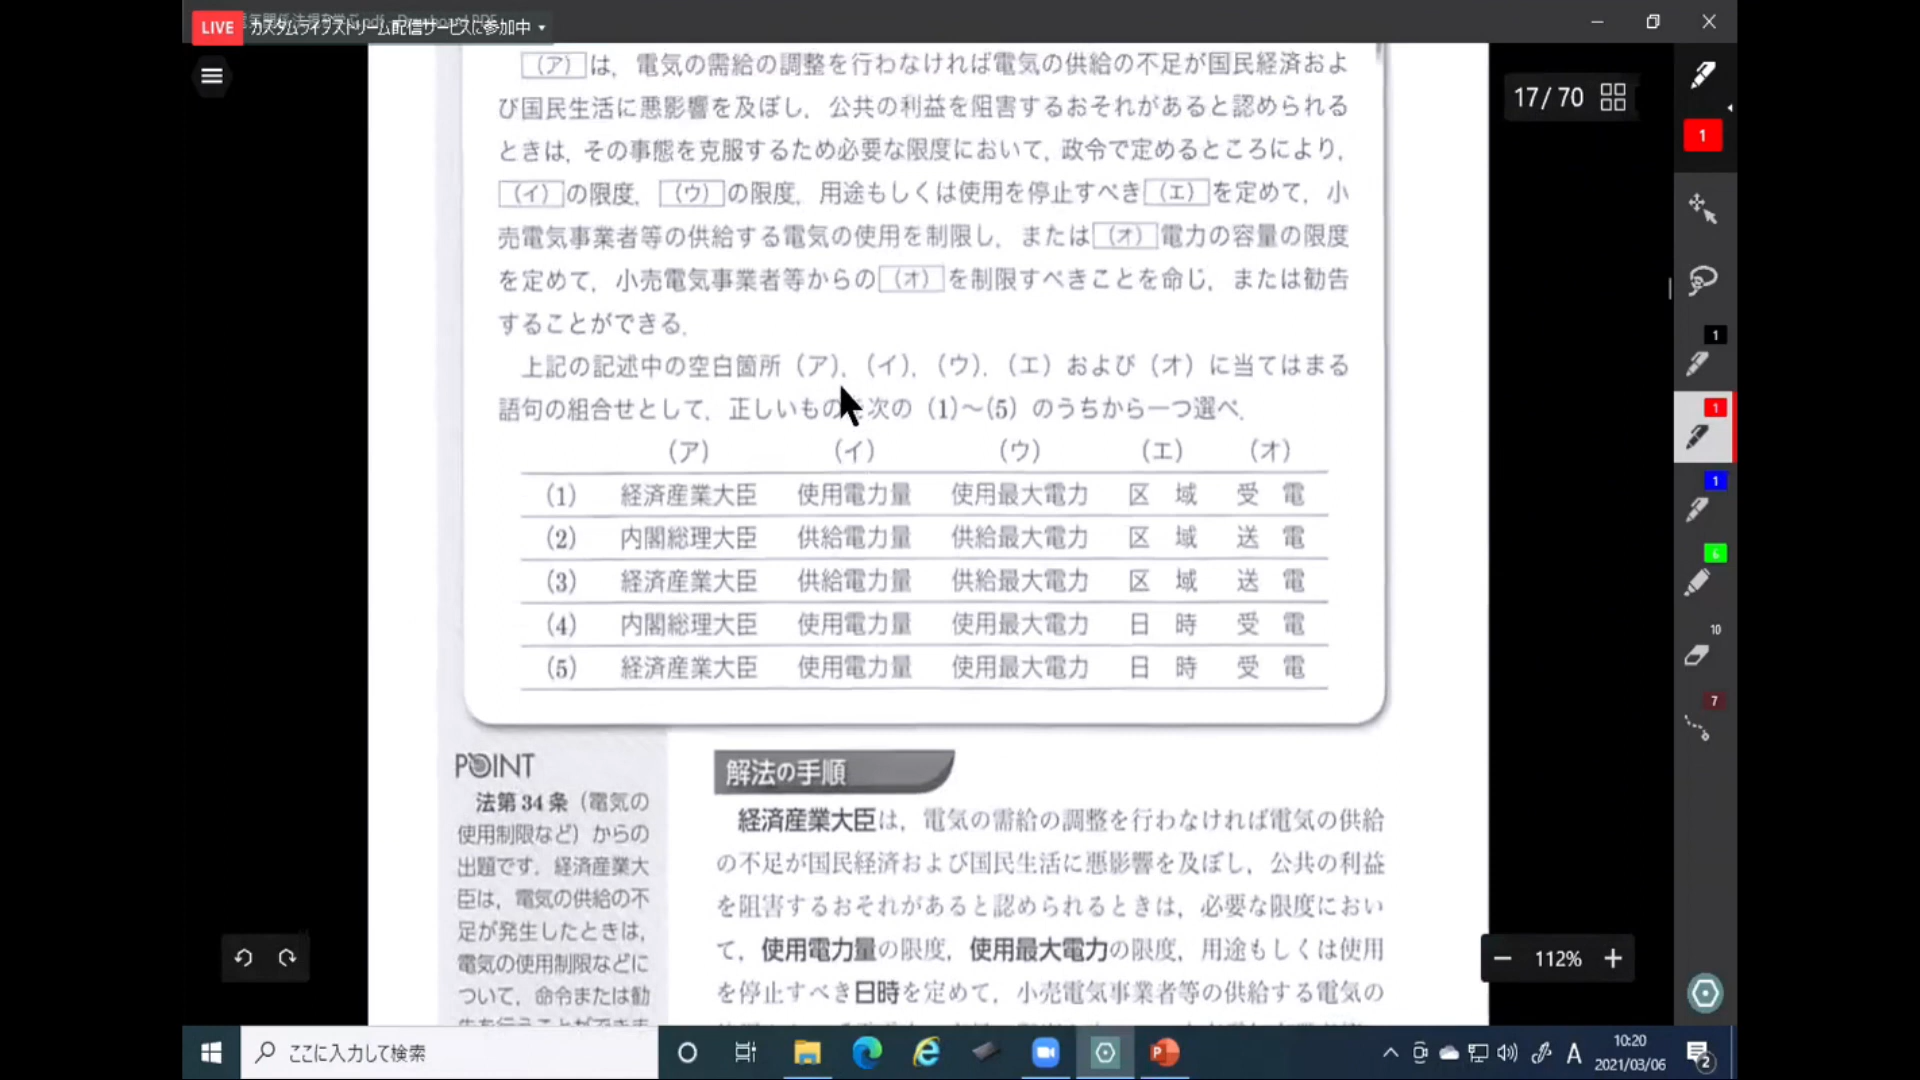 LIVE カスタムライブストリーム配信サービスに参加中
17 / 70
(ア)は，電気の需給の調整を行わなければ電気の供給の不足が国民経済およ
び国民生活に悪影響を及ぼし，公共の利益を阻害するおそれがあると認められる
ときは，その事態を克服するため必要な限度において，政令で定めるところにより，
(イ)の限度，(ウ)の限度，用途もしくは使用を停止すべき(エ)を定めて，小
売電気事業者等の供給する電気の使用を制限し，または(オ)電力の容量の限度
を定めて，小売電気事業者等からの(オ)を制限すべきことを命じ，または勧告
することができる．
上記の記述中の空白箇所（ア），（イ），（ウ），（エ）および（オ）に当てはまる
語句の組合せとして，正しいもの 次の（1）～（5）のうちから一つ選べ．
（ア） （イ） （ウ） （エ） （オ）
（1） 経済産業大臣 使用電力量 使用最大電力 区 域 受 電
（2） 内閣総理大臣 供給電力量 供給最大電力 区 域 送 電
（3） 経済産業大臣 供給電力量 供給最大電力 区 域 送 電
（4） 内閣総理大臣 使用電力量 使用最大電力 日 時 受 電
（5） 経済産業大臣 使用電力量 使用最大電力 日 時 受 電
POINT
法第34条（電気の
使用制限など）からの
出題です．経済産業大
臣は，電気の供給の不
足が発生したときは，
電気の使用制限などに
ついて，命令または勧
解法の手順
経済産業大臣は，電気の需給の調整を行わなければ電気の供給
の不足が国民経済および国民生活に悪影響を及ぼし，公共の利益
を阻害するおそれがあると認められるときは，必要な限度におい
て，使用電力量の限度，使用最大電力の限度，用途もしくは使用
を停止すべき日時を定めて，小売電気事業者等の供給する電気の
1
1
1
1
6
10
7
112%
ここに入力して検索
A
10:20
2021/03/06
2